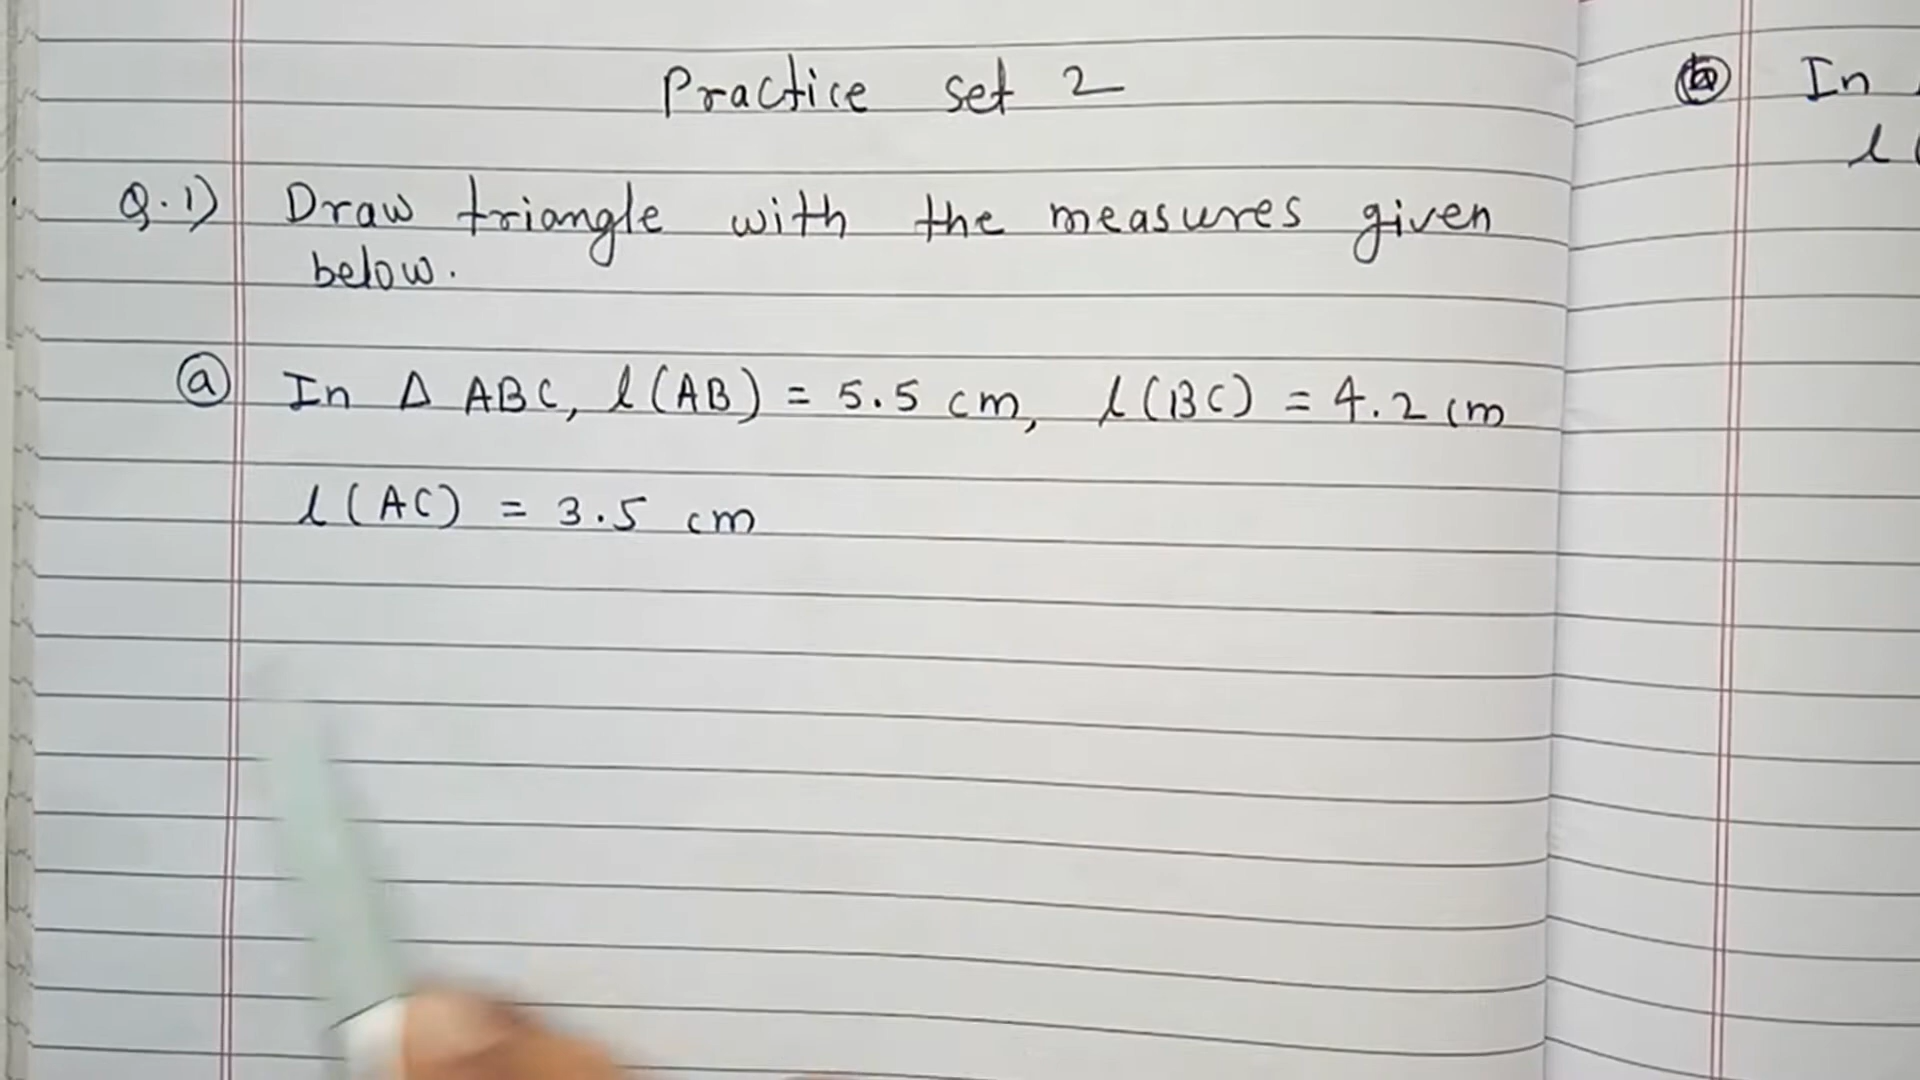 Practice set 2
Q.1) Draw triangle with the measures given
below.
ⓐ In Δ ABC, l(AB) = 5.5 cm, l(BC) = 4.2 cm
l(AC) = 3.5 cm
ⓑ In
l(